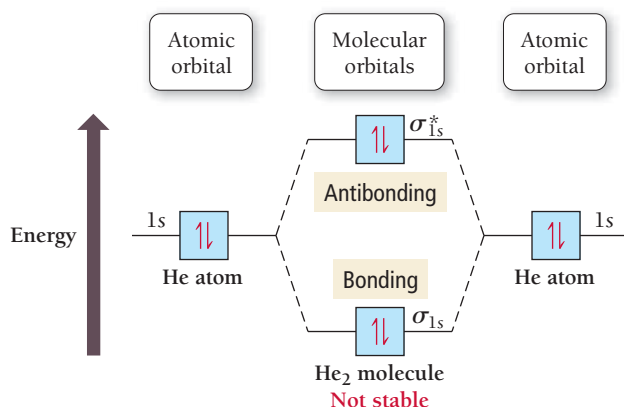 Atomic
orbital
Molecular
orbitals
Atomic
orbital
Energy
σ*1s
Antibonding
1s
He atom
1s
He atom
Bonding
σ1s
He2 molecule
Not stable